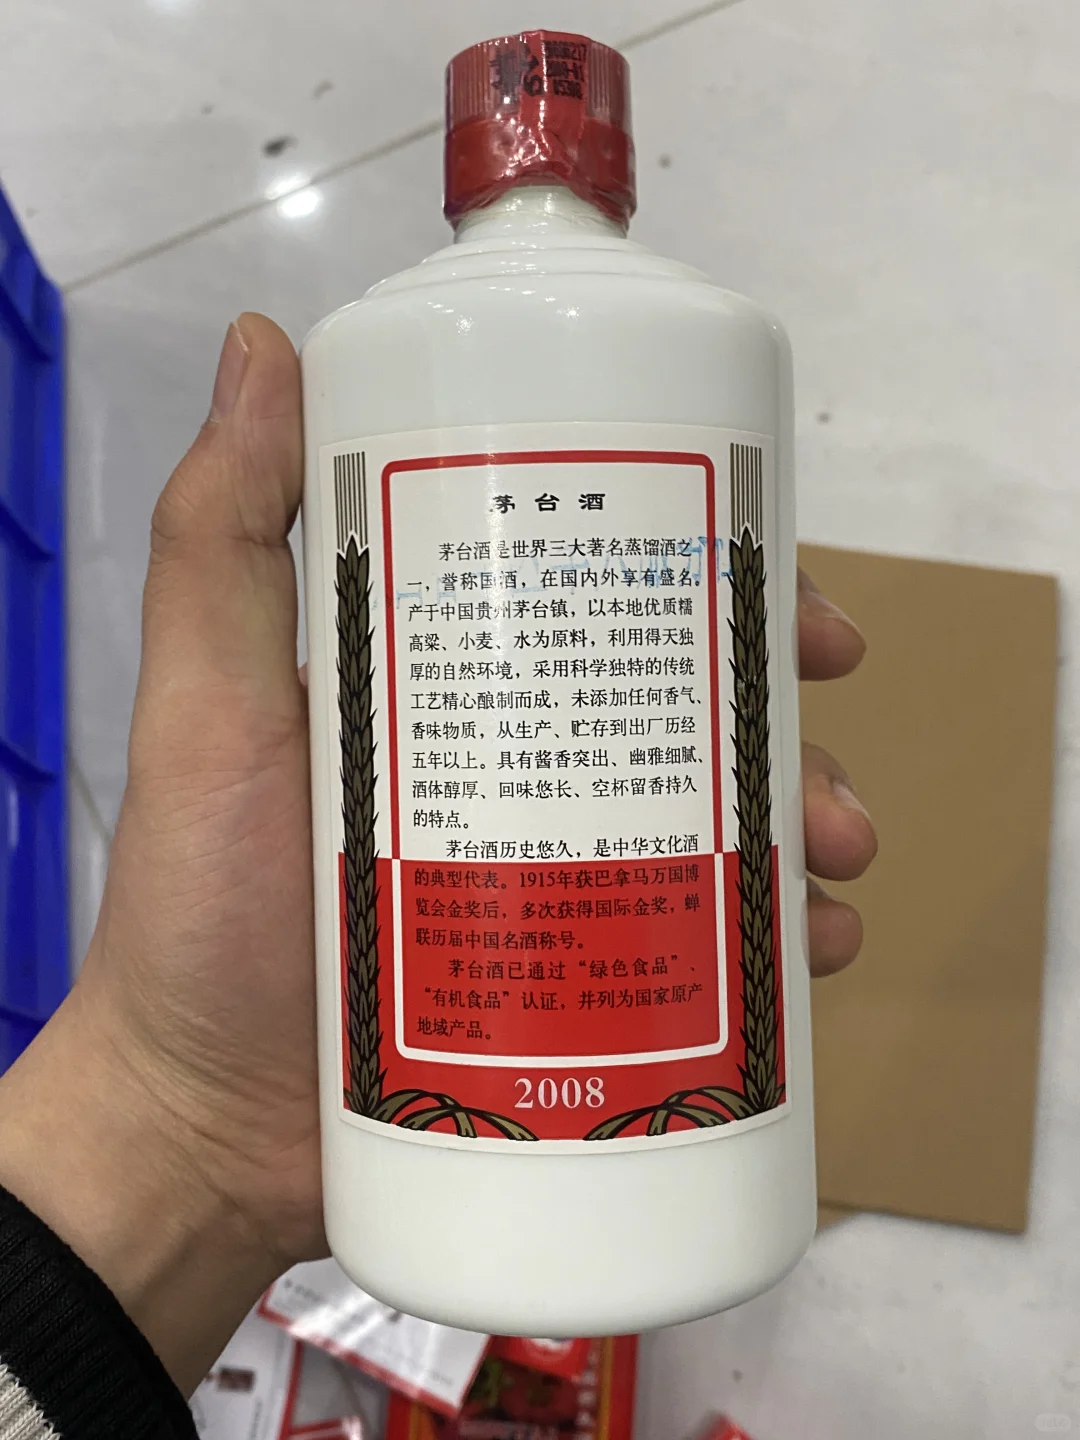 茅台酒
茅台酒是世界三大著名蒸馏酒之
一，誉称国酒，在国内外享有盛名。
产于中国贵州茅台镇，以本地优质糯
高粱、小麦、水为原料，利用得天独
厚的自然环境，采用科学独特的传统
工艺精心酿制而成，未添加任何香气、
香味物质，从生产、贮存到出厂历经
五年以上。具有酱香突出、幽雅细腻、
酒体醇厚、回味悠长、空杯留香持久
的特点。
茅台酒历史悠久，是中华文化酒
的典型代表。1915年获巴拿马万国博
览会金奖后，多次获得国际金奖，蝉
联历届中国名酒称号。
茅台酒已通过“绿色食品”、
“有机食品”认证，并列为国家原产
地域产品。
2008